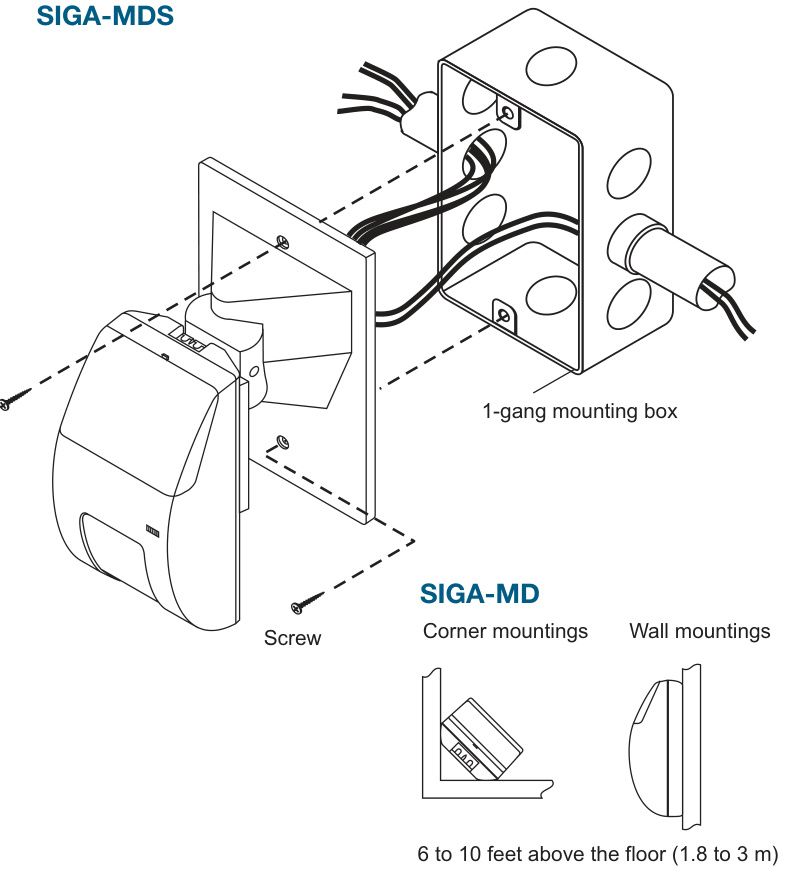 SIGA-MDS
1-gang mounting box
Screw
SIGA-MD
Corner mountings
Wall mountings
6 to 10 feet above the floor (1.8 to 3 m)